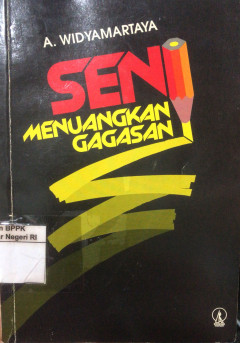 A. WIDYAMARTAYA
SENI
MENUANGKAN
GAGASAN
BPPK
Negeri RI